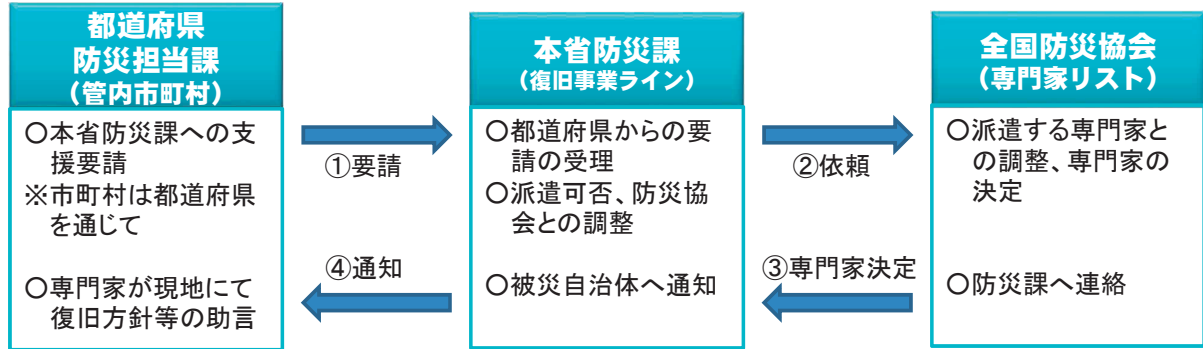 都道府県
防災担当課
（管内市町村）
〇本省防災課への支
援要請
※市町村は都道府県
を通じて
〇専門家が現地にて
復旧方針等の助言
①要請
④通知
本省防災課
（復旧事業ライン）
〇都道府県からの要
請の受理
〇派遣可否、防災協
会との調整
〇被災自治体へ通知
②依頼
③専門家決定
全国防災協会
（専門家リスト）
〇派遣する専門家と
の調整、専門家の
決定
〇防災課へ連絡